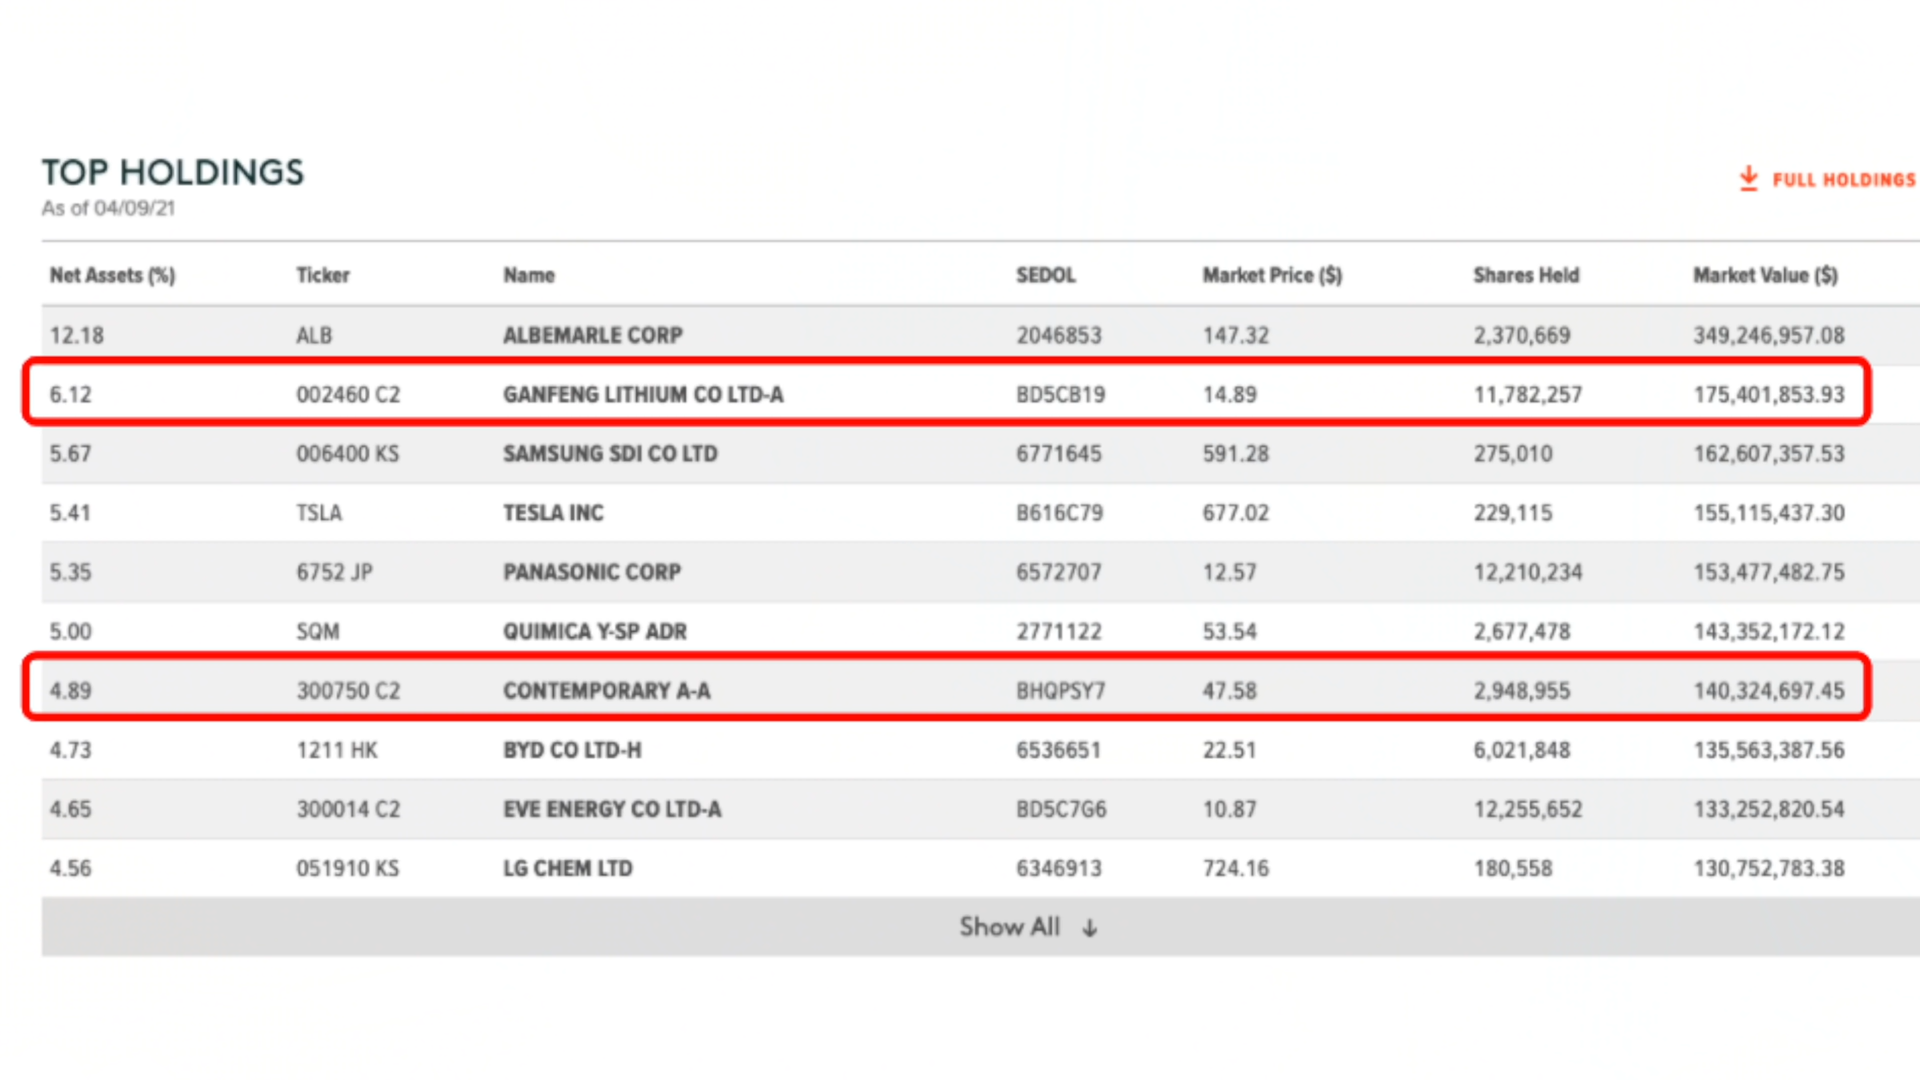 TOP HOLDINGS
As of 04/09/21
FULL HOLDINGS
Net Assets (%) Ticker Name SEDOL Market Price ($) Shares Held Market Value ($)
12.18 ALB ALBEMARLE CORP 2046853 147.32 2,370,669 349,246,957.08
6.12 002460 C2 GANFENG LITHIUM CO LTD-A BD5CB19 14.89 11,782,257 175,401,853.93
5.67 006400 KS SAMSUNG SDI CO LTD 6771645 591.28 275,010 162,607,357.53
5.41 TSLA TESLA INC B616C79 677.02 229,115 155,115,437.30
5.35 6752 JP PANASONIC CORP 6572707 12.57 12,210,234 153,477,482.75
5.00 SQM QUIMICA Y-SP ADR 2771122 53.54 2,677,478 143,352,172.12
4.89 300750 C2 CONTEMPORARY A-A BHQPSY7 47.58 2,948,955 140,324,697.45
4.73 1211 HK BYD CO LTD-H 6536651 22.51 6,021,848 135,563,387.56
4.65 300014 C2 EVE ENERGY CO LTD-A BD5C7G6 10.87 12,255,652 133,252,820.54
4.56 051910 KS LG CHEM LTD 6346913 724.16 180,558 130,752,783.38
Show All ↓